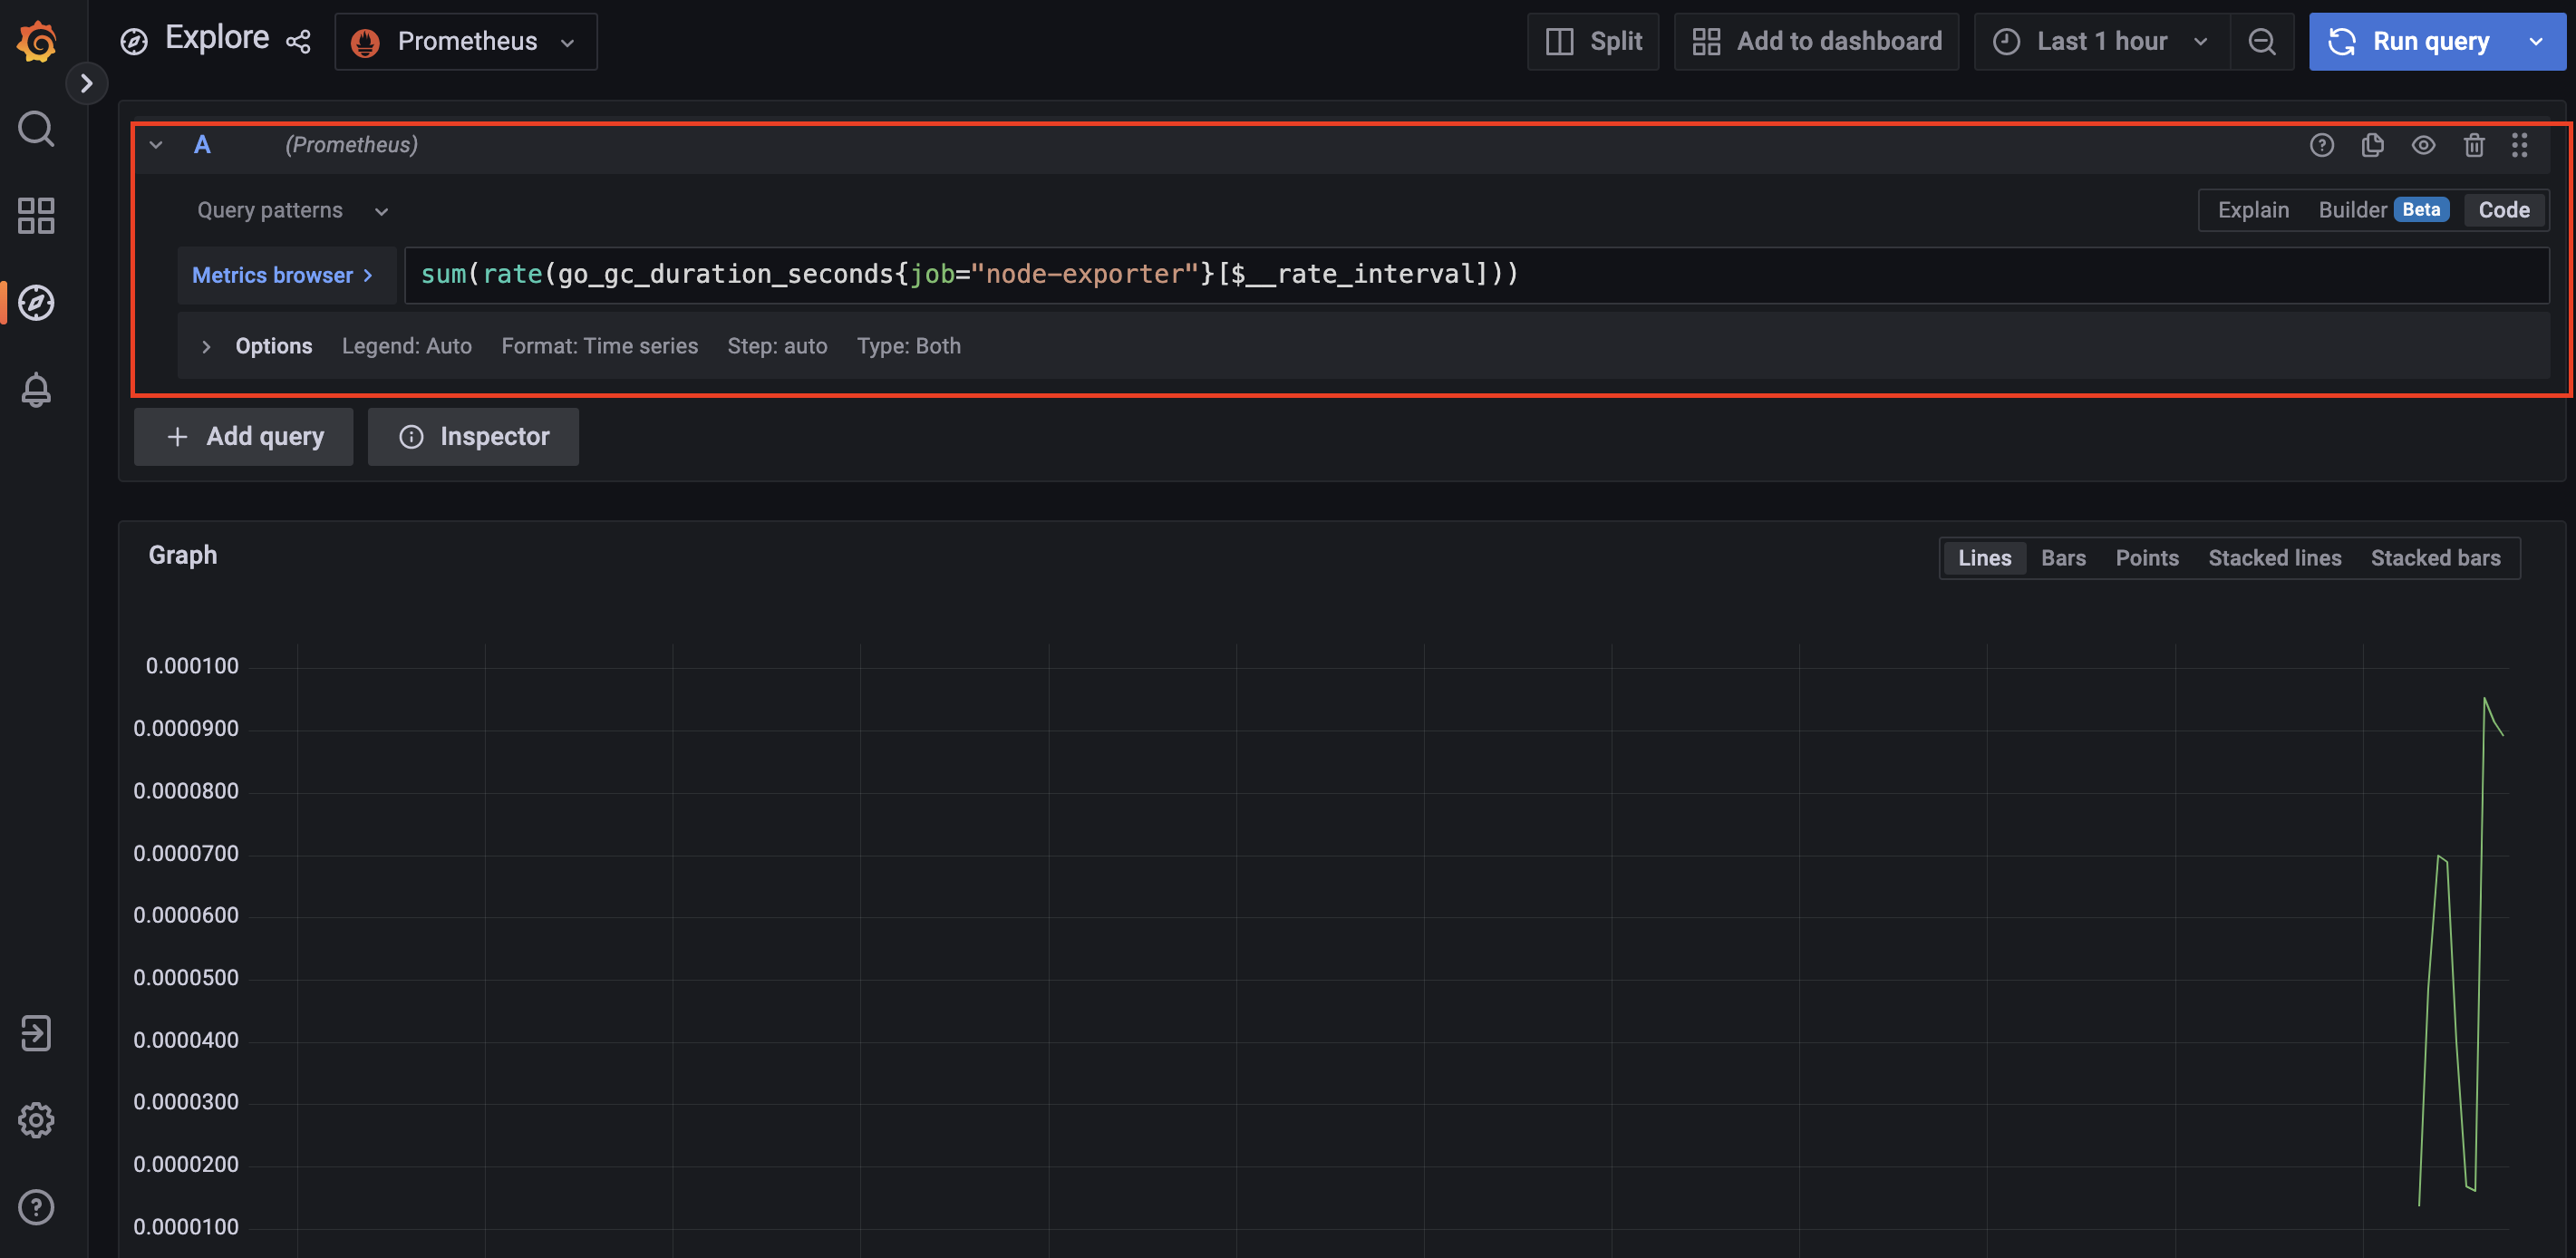 Explore Prometheus Split Add to dashboard Last 1 hour Run query
A (Prometheus)
Query patterns Explain Builder Beta Code
Metrics browser > sum(rate(go_gc_duration_seconds{job="node-exporter"}[$__rate_interval]))
Options Legend: Auto Format: Time series Step: auto Type: Both
+ Add query Inspector
Graph Lines Bars Points Stacked lines Stacked bars
0.000100
0.0000900
0.0000800
0.0000700
0.0000600
0.0000500
0.0000400
0.0000300
0.0000200
0.0000100